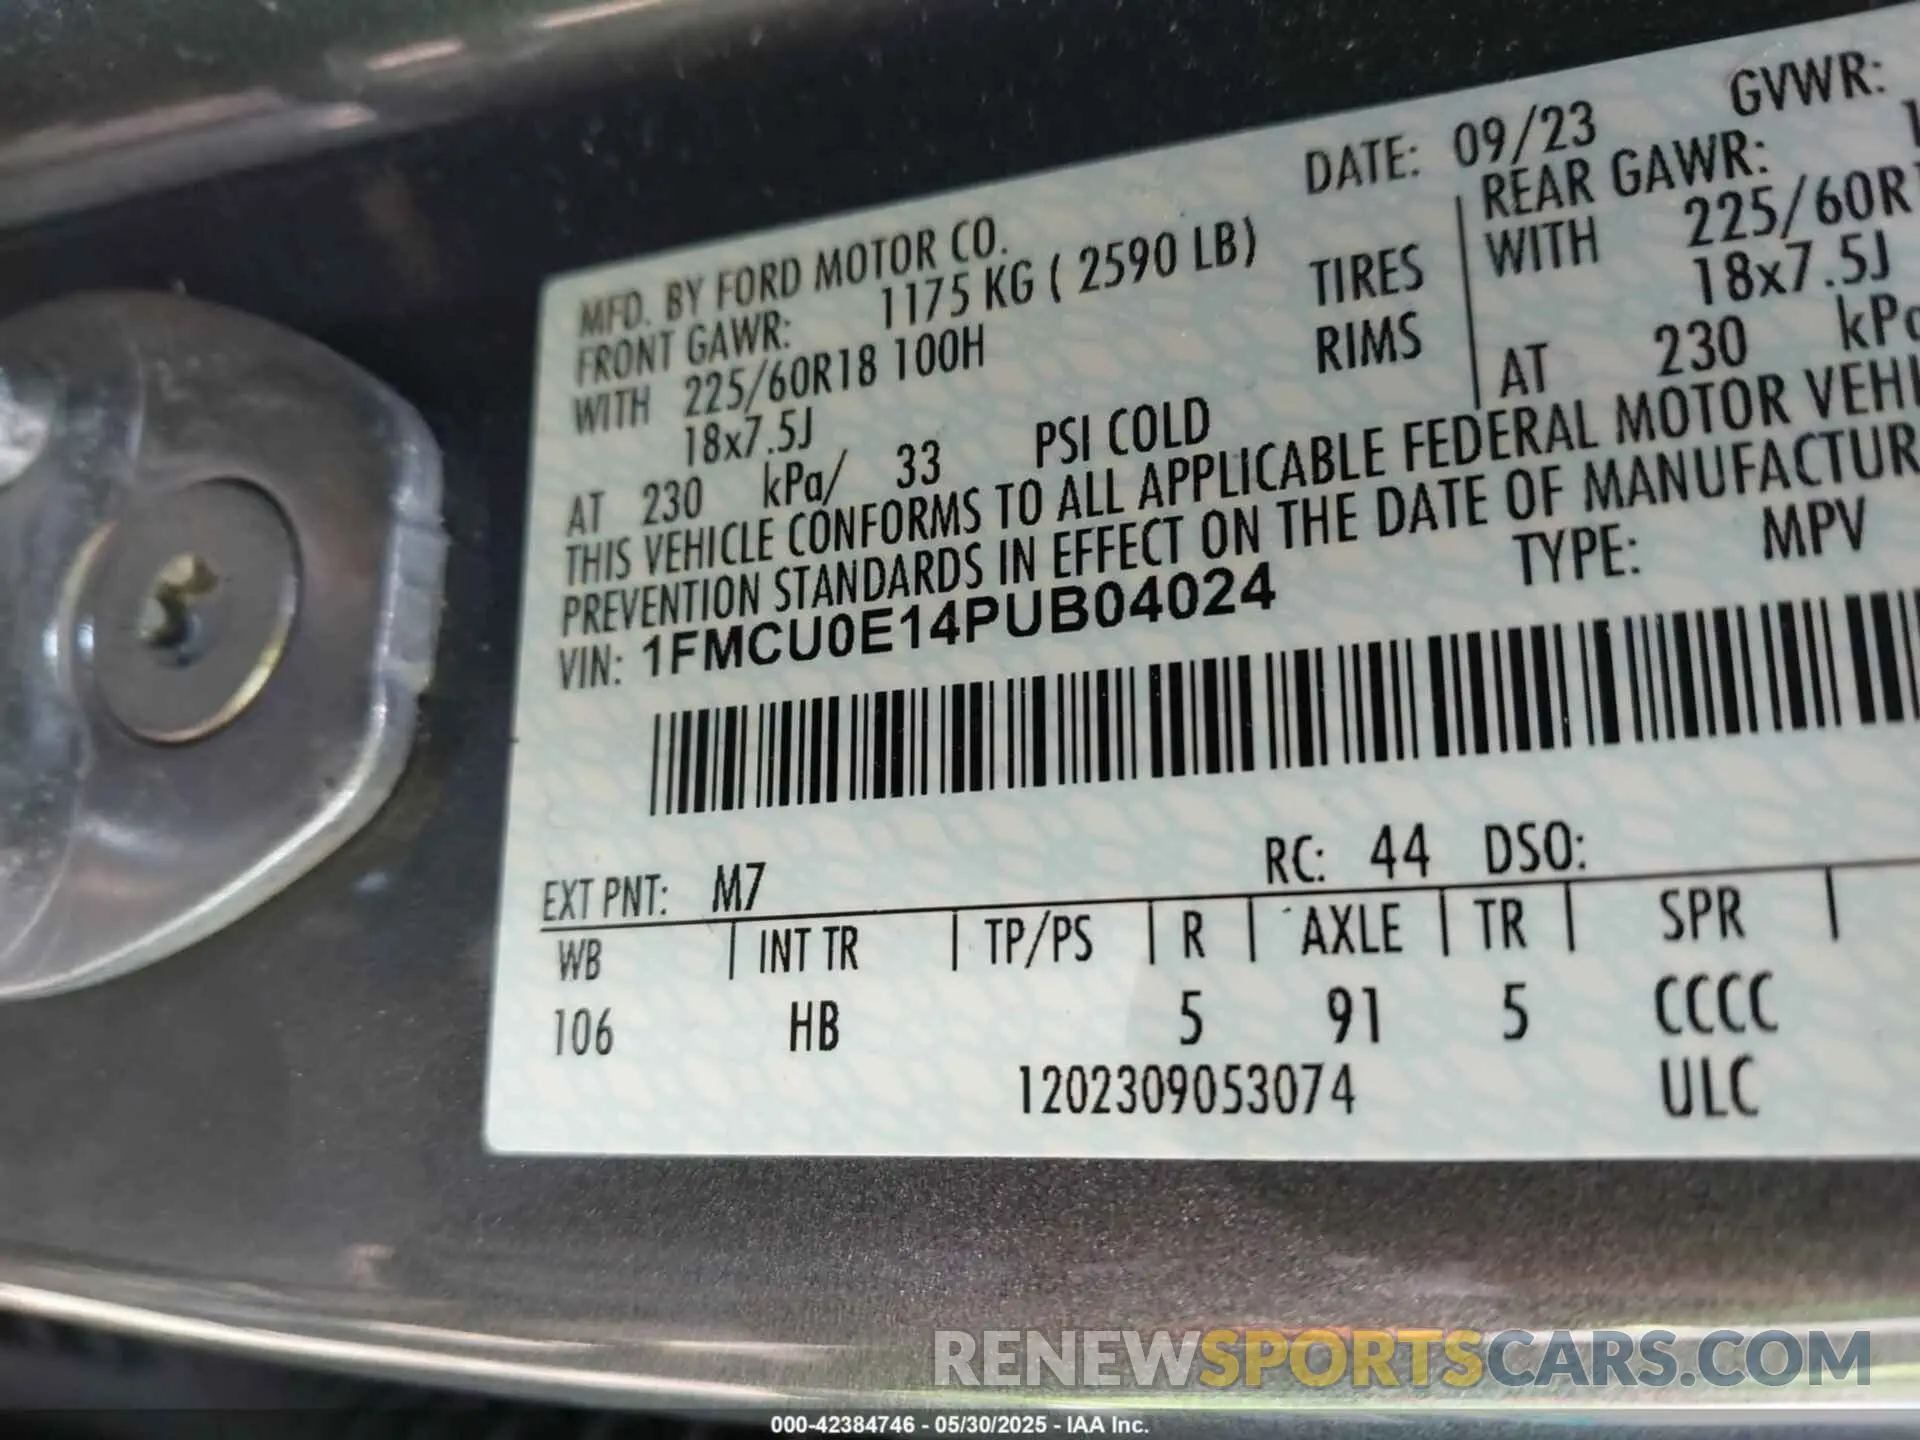 DATE: 09/23 GVWR:
MFD. BY FORD MOTOR CO.
FRONT GAWR: 1175 KG ( 2590 LB) REAR GAWR: 1
WITH 225/60R18 100H TIRES WITH 225/60R1
18x7.5J RIMS 18x7.5J
AT 230 kPa/ 33 PSI COLD AT 230 kPa
THIS VEHICLE CONFORMS TO ALL APPLICABLE FEDERAL MOTOR VEHI
PREVENTION STANDARDS IN EFFECT ON THE DATE OF MANUFACTUR
VIN: 1FMCU0E14PUB04024 TYPE: MPV
EXT PNT: M7 RC: 44 DSO:
WB | INT TR | TP/PS | R | AXLE | TR | SPR |
106 HB 5 91 5 CCCC
1202309053074 ULC
RENEWSPORTSCARS.COM
000-42384746 - 05/30/2025 - IAA Inc.